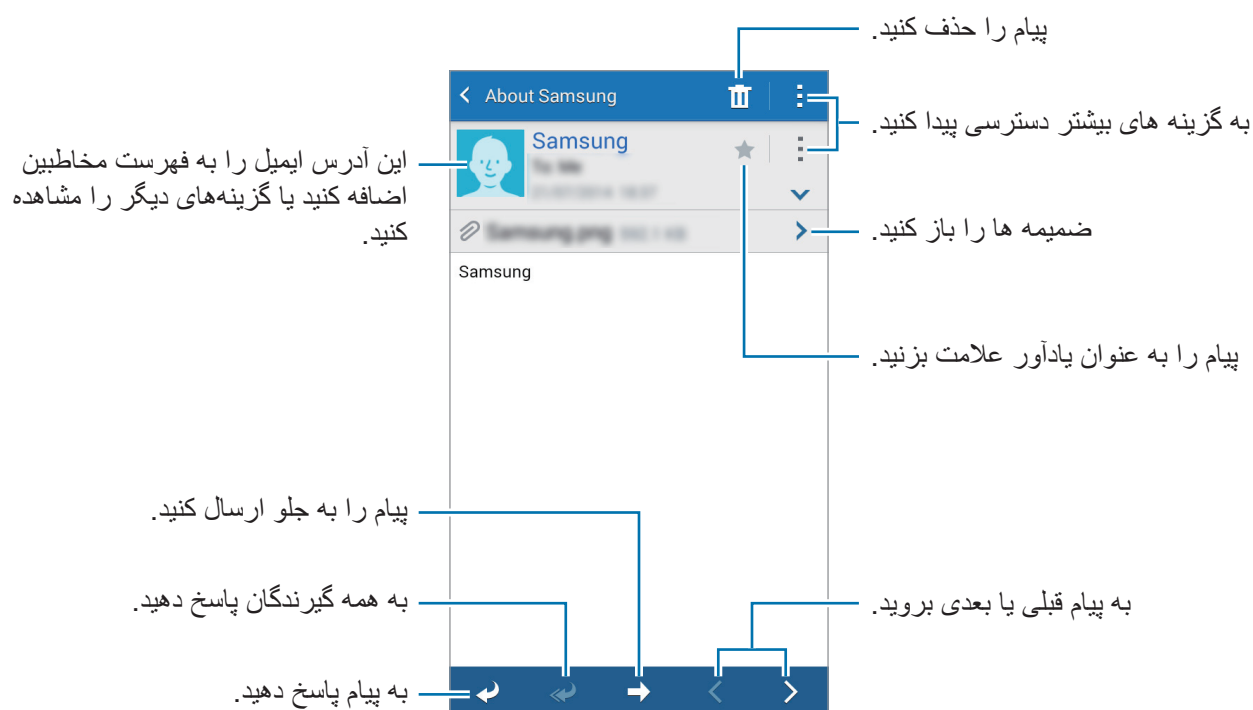 پیام را حذف کنید.
About Samsung
به گزینه های بیشتر دسترسی پیدا کنید.
Samsung
این آدرس ایمیل را به فهرست مخاطبین
اضافه کنید یا گزینه‌های دیگر را مشاهده
کنید.
ضمیمه ها را باز کنید.
Samsung
پیام را به عنوان یادآور علامت بزنید.
پیام را به جلو ارسال کنید.
به همه گیرندگان پاسخ دهید.
به پیام قبلی یا بعدی بروید.
به پیام پاسخ دهید.